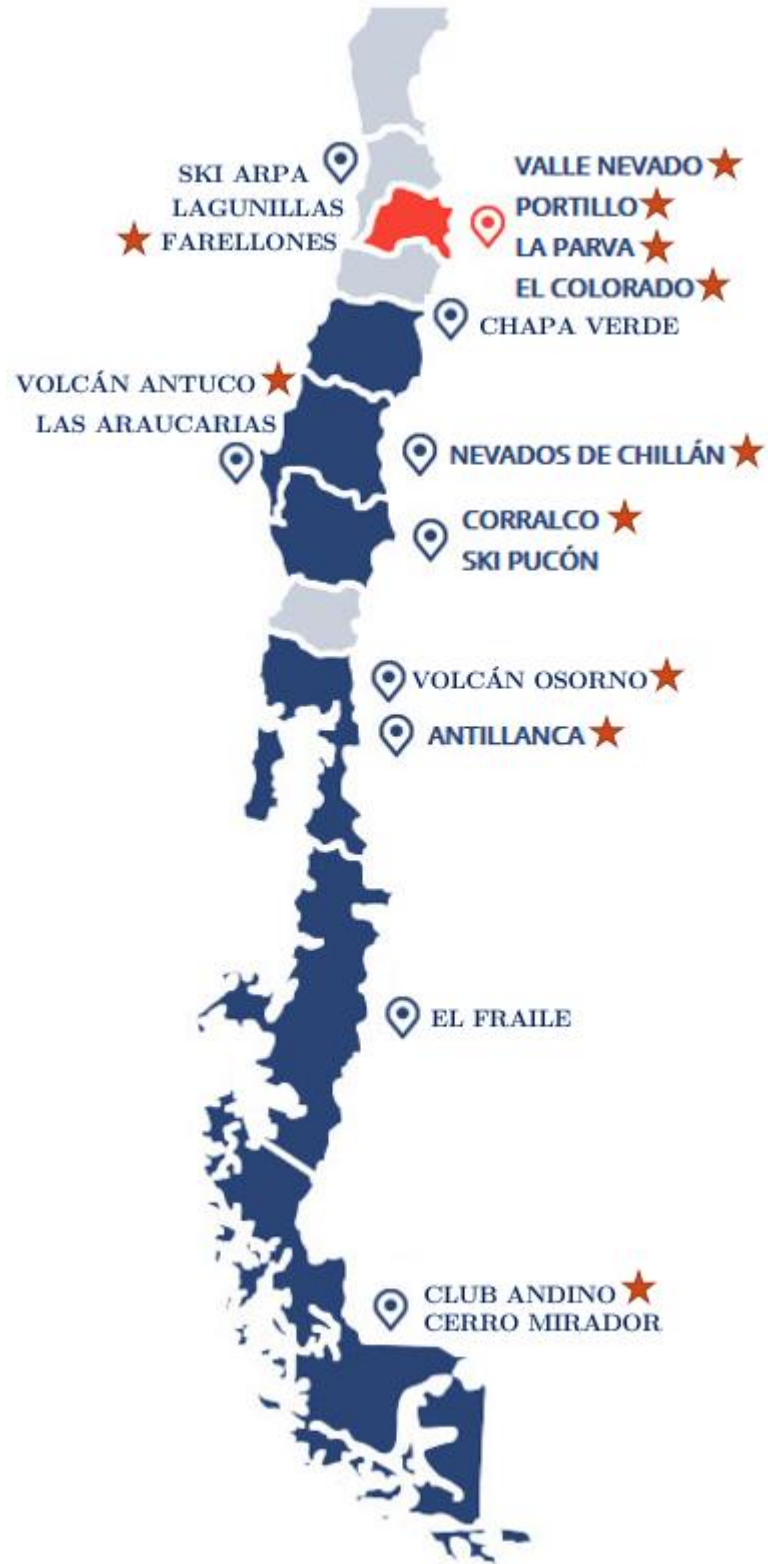 SKI ARPA
LAGUNILLAS
FARELLONES
VALLE NEVADO
PORTILLO
LA PARVA
EL COLORADO
CHAPA VERDE
VOLCÁN ANTUCO
LAS ARAUCARIAS
NEVADOS DE CHILLÁN
CORRALCO
SKI PUCÓN
VOLCÁN OSORNO
ANTILLANCA
EL FRAILE
CLUB ANDINO
CERRO MIRADOR